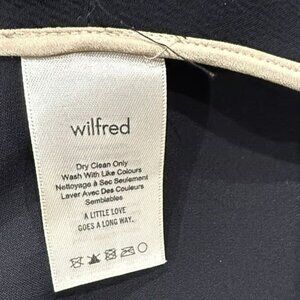 wilfred
Dry Clean Only
Wash With Like Colours
Nettoyage à Sec Seulement
Laver Avec Des Couleurs
Semblables
A LITTLE LOVE
GOES A LONG WAY.